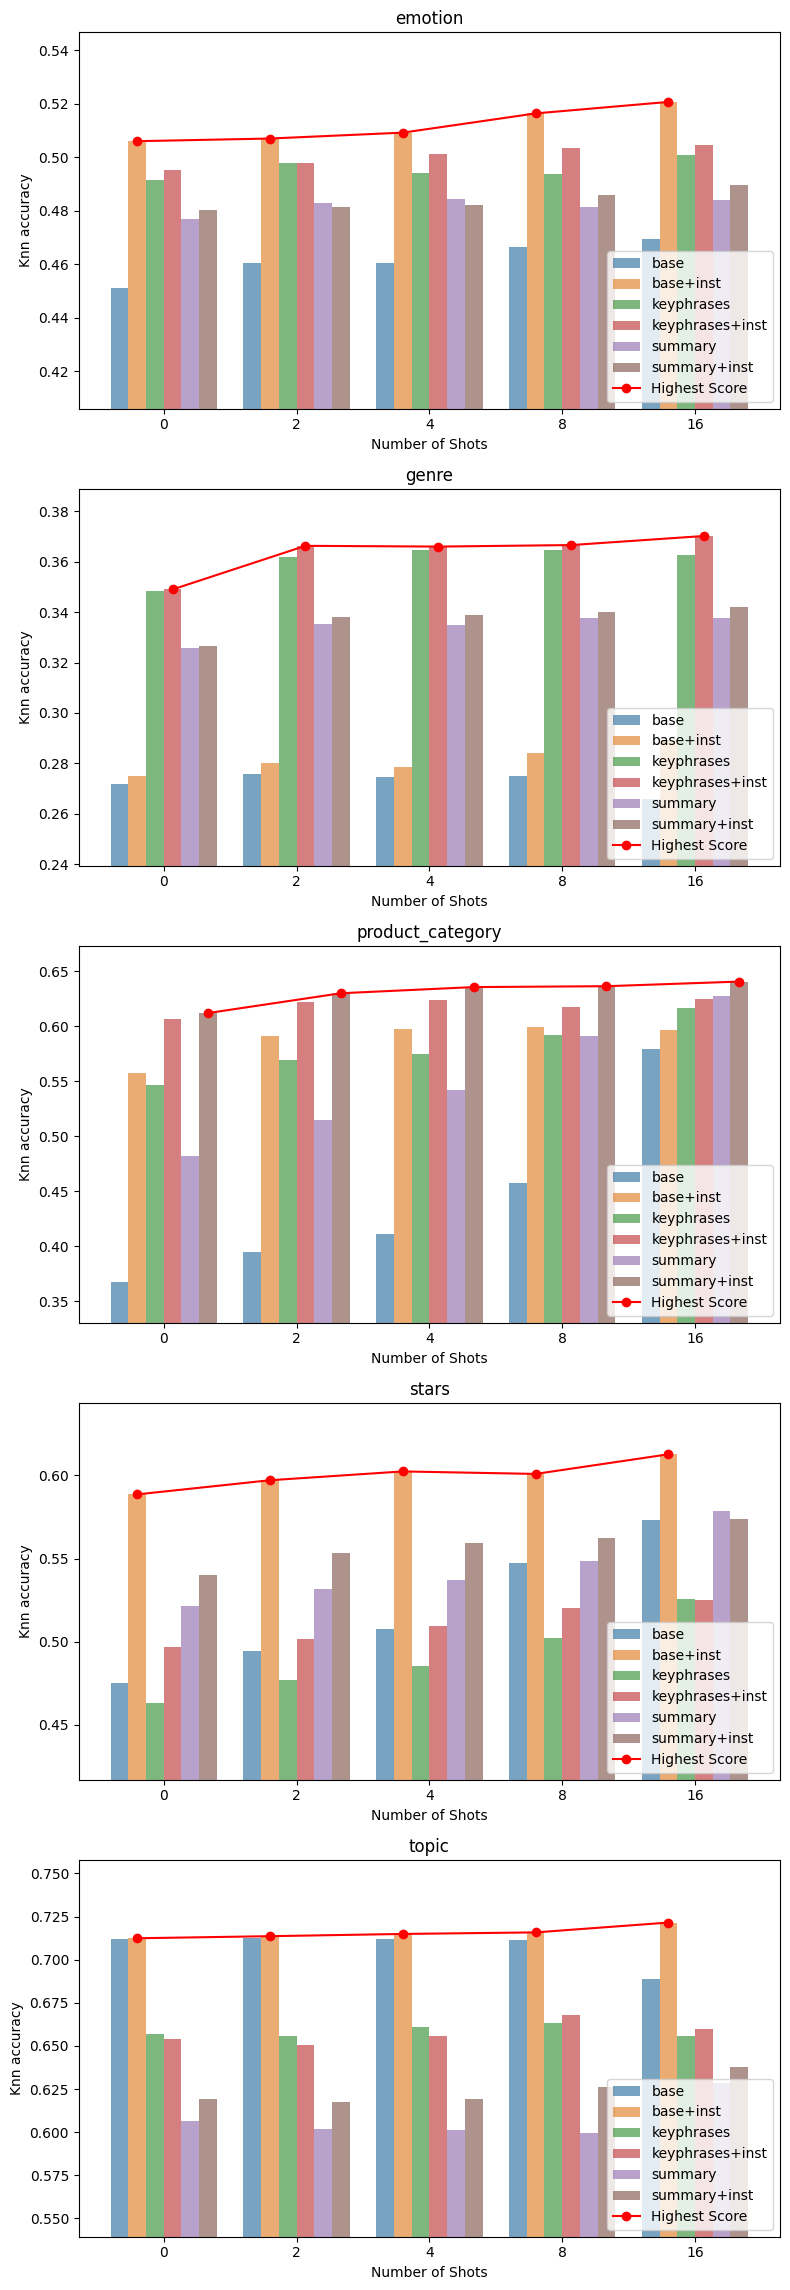 emotion
0.54
0.52
0.50
0.48
0.46
0.44
0.42
Knn accuracy
base
base+inst
keyphrases
keyphrases+inst
summary
summary+inst
Highest Score
0 2 4 8 16
Number of Shots
genre
0.38
0.36
0.34
0.32
0.30
0.28
0.26
0.24
Knn accuracy
base
base+inst
keyphrases
keyphrases+inst
summary
summary+inst
Highest Score
0 2 4 8 16
Number of Shots
product_category
0.65
0.60
0.55
0.50
0.45
0.40
0.35
Knn accuracy
base
base+inst
keyphrases
keyphrases+inst
summary
summary+inst
Highest Score
0 2 4 8 16
Number of Shots
stars
0.60
0.55
0.50
0.45
Knn accuracy
base
base+inst
keyphrases
keyphrases+inst
summary
summary+inst
Highest Score
0 2 4 8 16
Number of Shots
topic
0.750
0.725
0.700
0.675
0.650
0.625
0.600
0.575
0.550
Knn accuracy
base
base+inst
keyphrases
keyphrases+inst
summary
summary+inst
Highest Score
0 2 4 8 16
Number of Shots